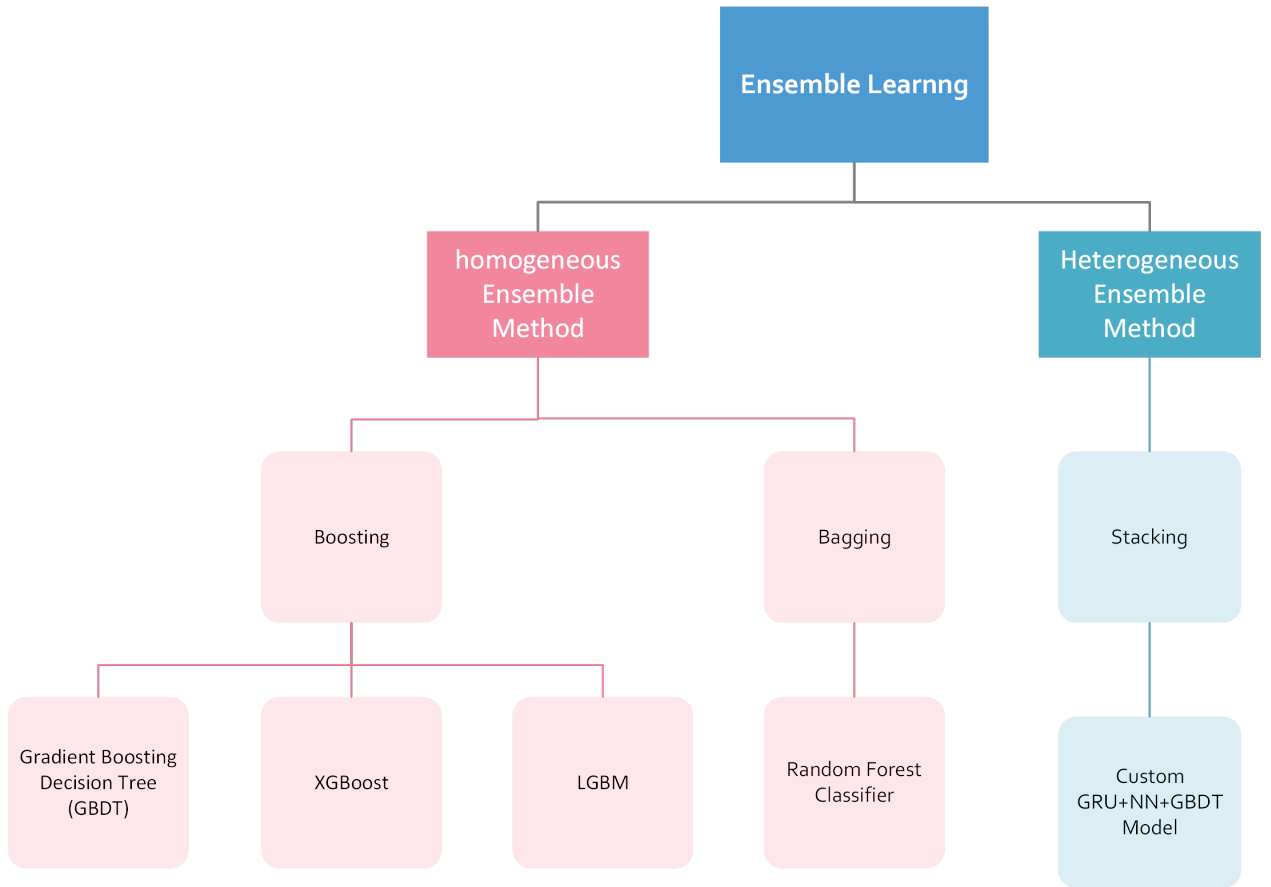 Ensemble Learnng
homogeneous
Ensemble
Method
Heterogeneous
Ensemble
Method
Boosting
Bagging
Stacking
Gradient Boosting
Decision Tree
(GBDT)
XGBoost
LGBM
Random Forest
Classifier
Custom
GRU+NN+GBDT
Model